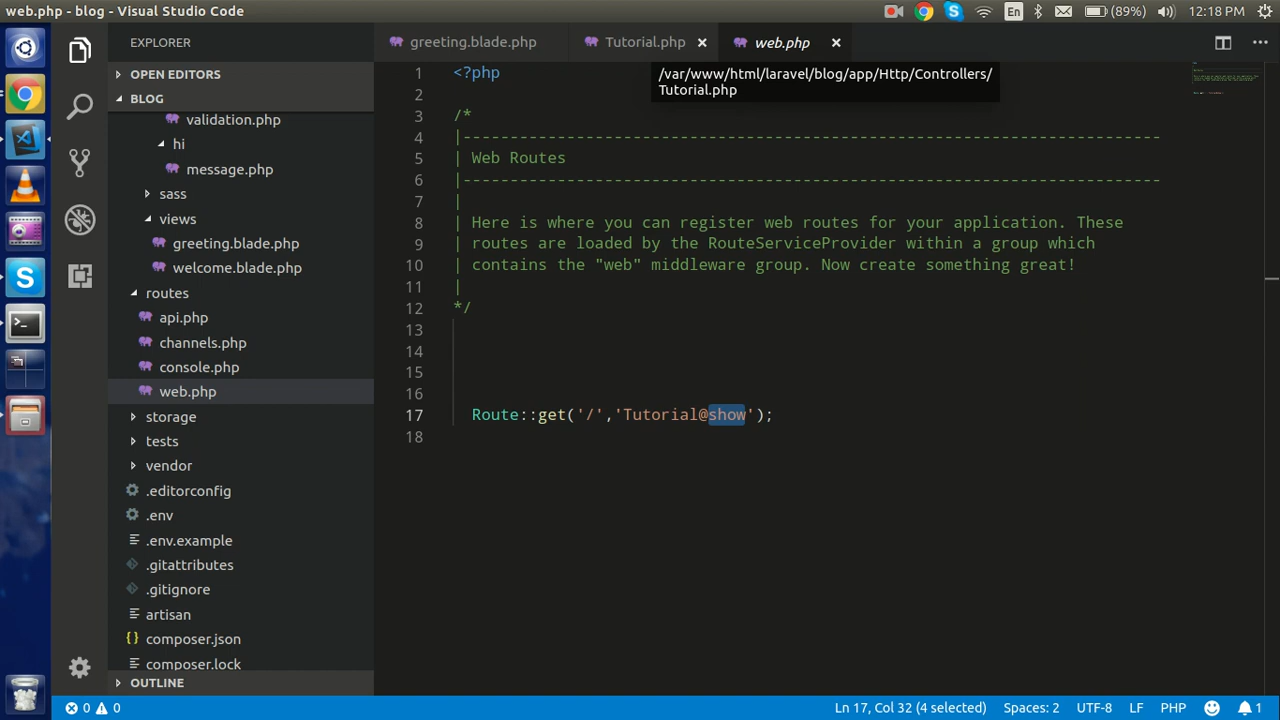 web.php - blog - Visual Studio Code
En
(89%)
12:18 PM
EXPLORER
OPEN EDITORS
BLOG
validation.php
hi
message.php
sass
views
greeting.blade.php
welcome.blade.php
routes
api.php
channels.php
console.php
web.php
storage
tests
vendor
.editorconfig
.env
.env.example
.gitattributes
.gitignore
artisan
composer.json
composer.lock
OUTLINE
greeting.blade.php
Tutorial.php
web.php
/var/www/html/laravel/blog/app/Http/Controllers/
Tutorial.php
1 <?php
2
3 /*
4 |--------------------------------------------------------------------------
5 | Web Routes
6 |--------------------------------------------------------------------------
7 |
8 | Here is where you can register web routes for your application. These
9 | routes are loaded by the RouteServiceProvider within a group which
10 | contains the "web" middleware group. Now create something great!
11 |
12 */
13
14
15
16
17 Route::get('/','Tutorial@show');
18
0 0
Ln 17, Col 32 (4 selected)
Spaces: 2
UTF-8
LF
PHP
1